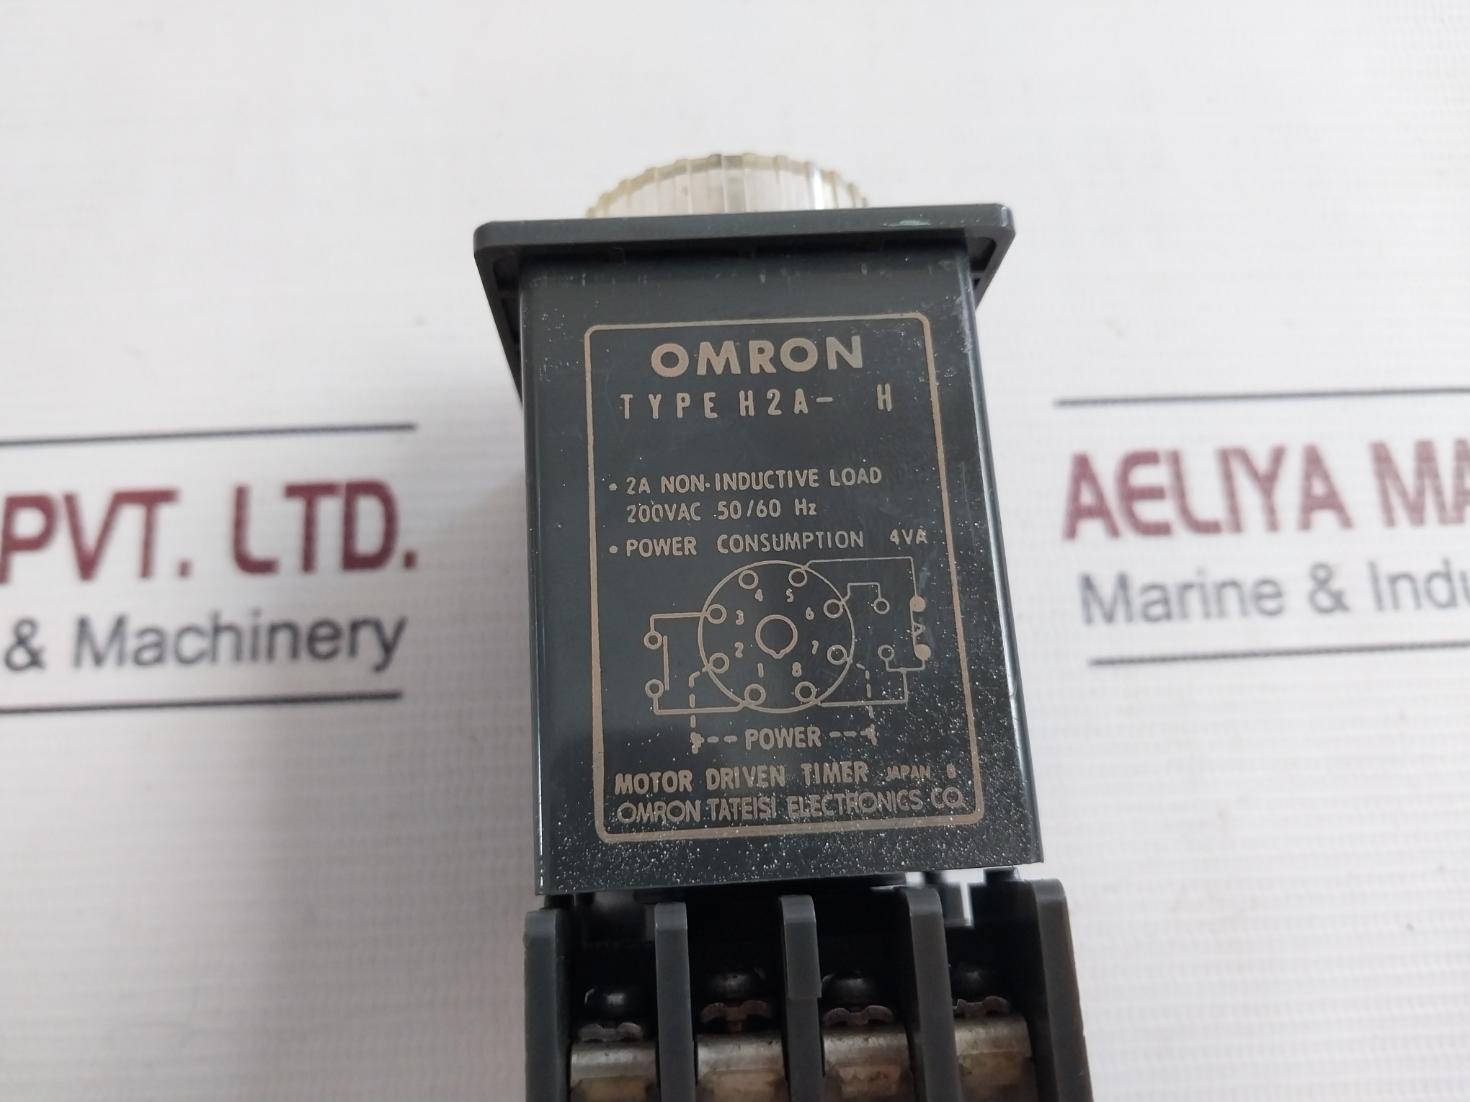 OMRON
TYPE H2A- H
• 2A NON-INDUCTIVE LOAD
200VAC 50/60 Hz
• POWER CONSUMPTION 4VA
4 5
3 6
2 7
1 8
POWER
MOTOR DRIVEN TIMER JAPAN
OMRON TATEISI ELECTRONICS CO.
PVT. LTD.
& Machinery
AELIYA MA
Marine & Indu